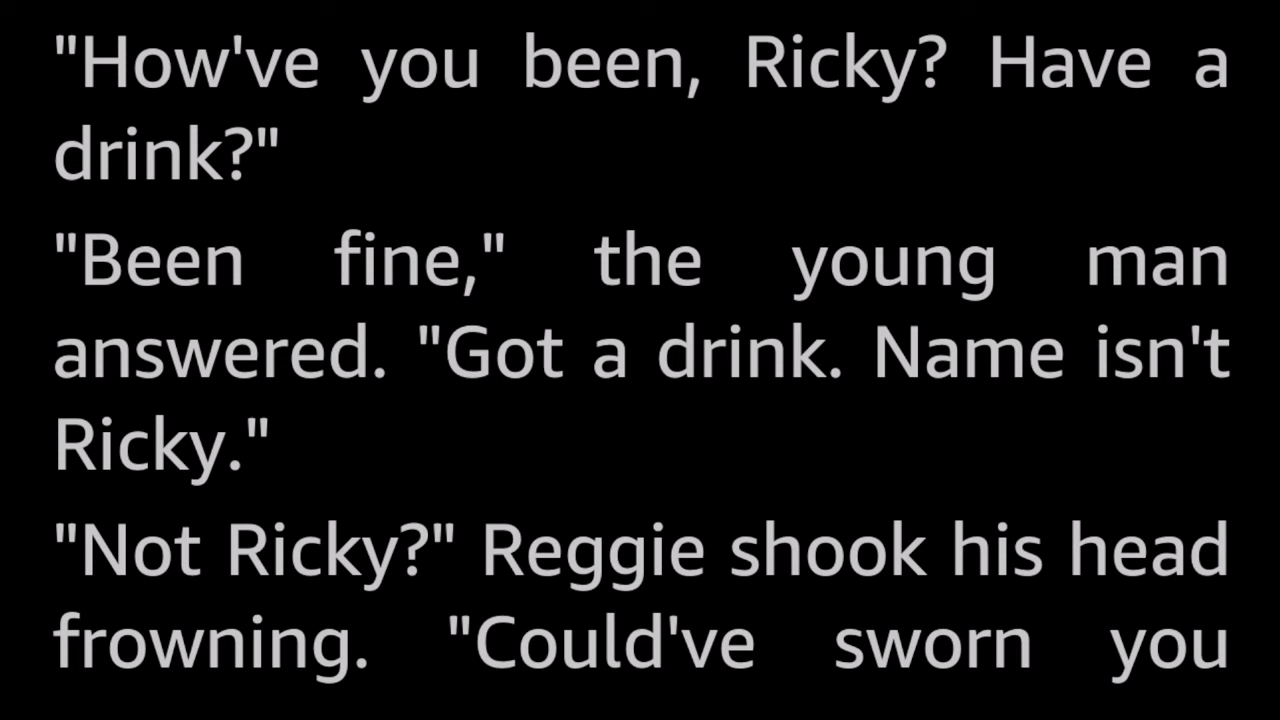 "How've you been, Ricky? Have a
drink?"
"Been fine," the young man
answered. "Got a drink. Name isn't
Ricky."
"Not Ricky?" Reggie shook his head
frowning. "Could've sworn you